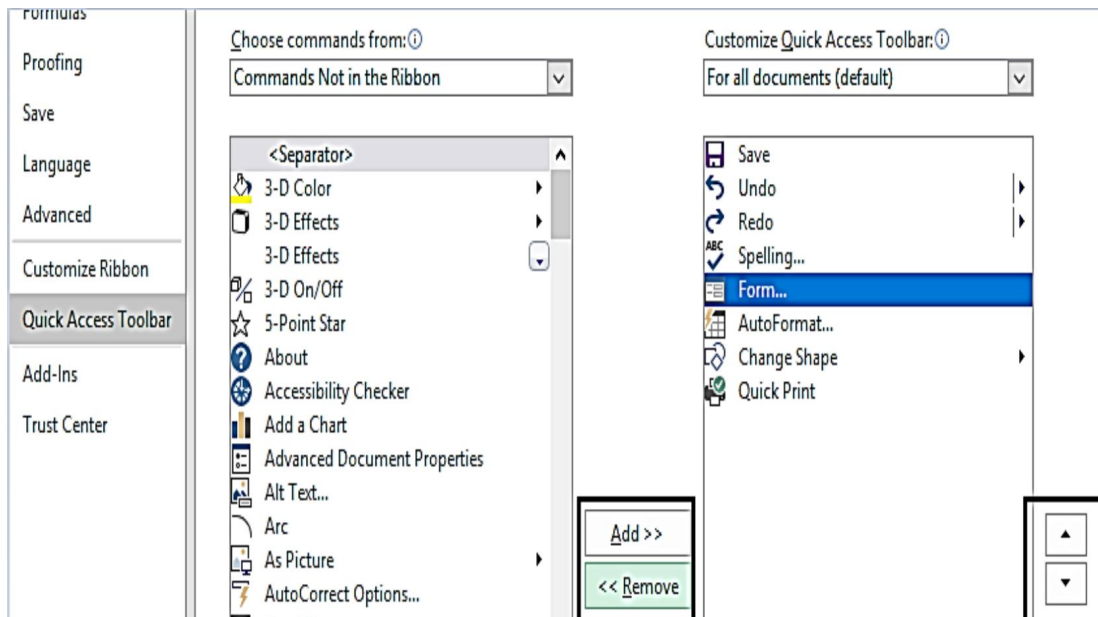 Formulas
Proofing
Save
Language
Advanced
Customize Ribbon
Quick Access Toolbar
Add-Ins
Trust Center
Choose commands from:
Commands Not in the Ribbon
<Separator>
3-D Color
3-D Effects
3-D Effects
3-D On/Off
5-Point Star
About
Accessibility Checker
Add a Chart
Advanced Document Properties
Alt Text...
Arc
As Picture
AutoCorrect Options...
Add >>
<< Remove
Customize Quick Access Toolbar:
For all documents (default)
Save
Undo
Redo
ABC
Spelling...
Form...
AutoFormat...
Change Shape
Quick Print